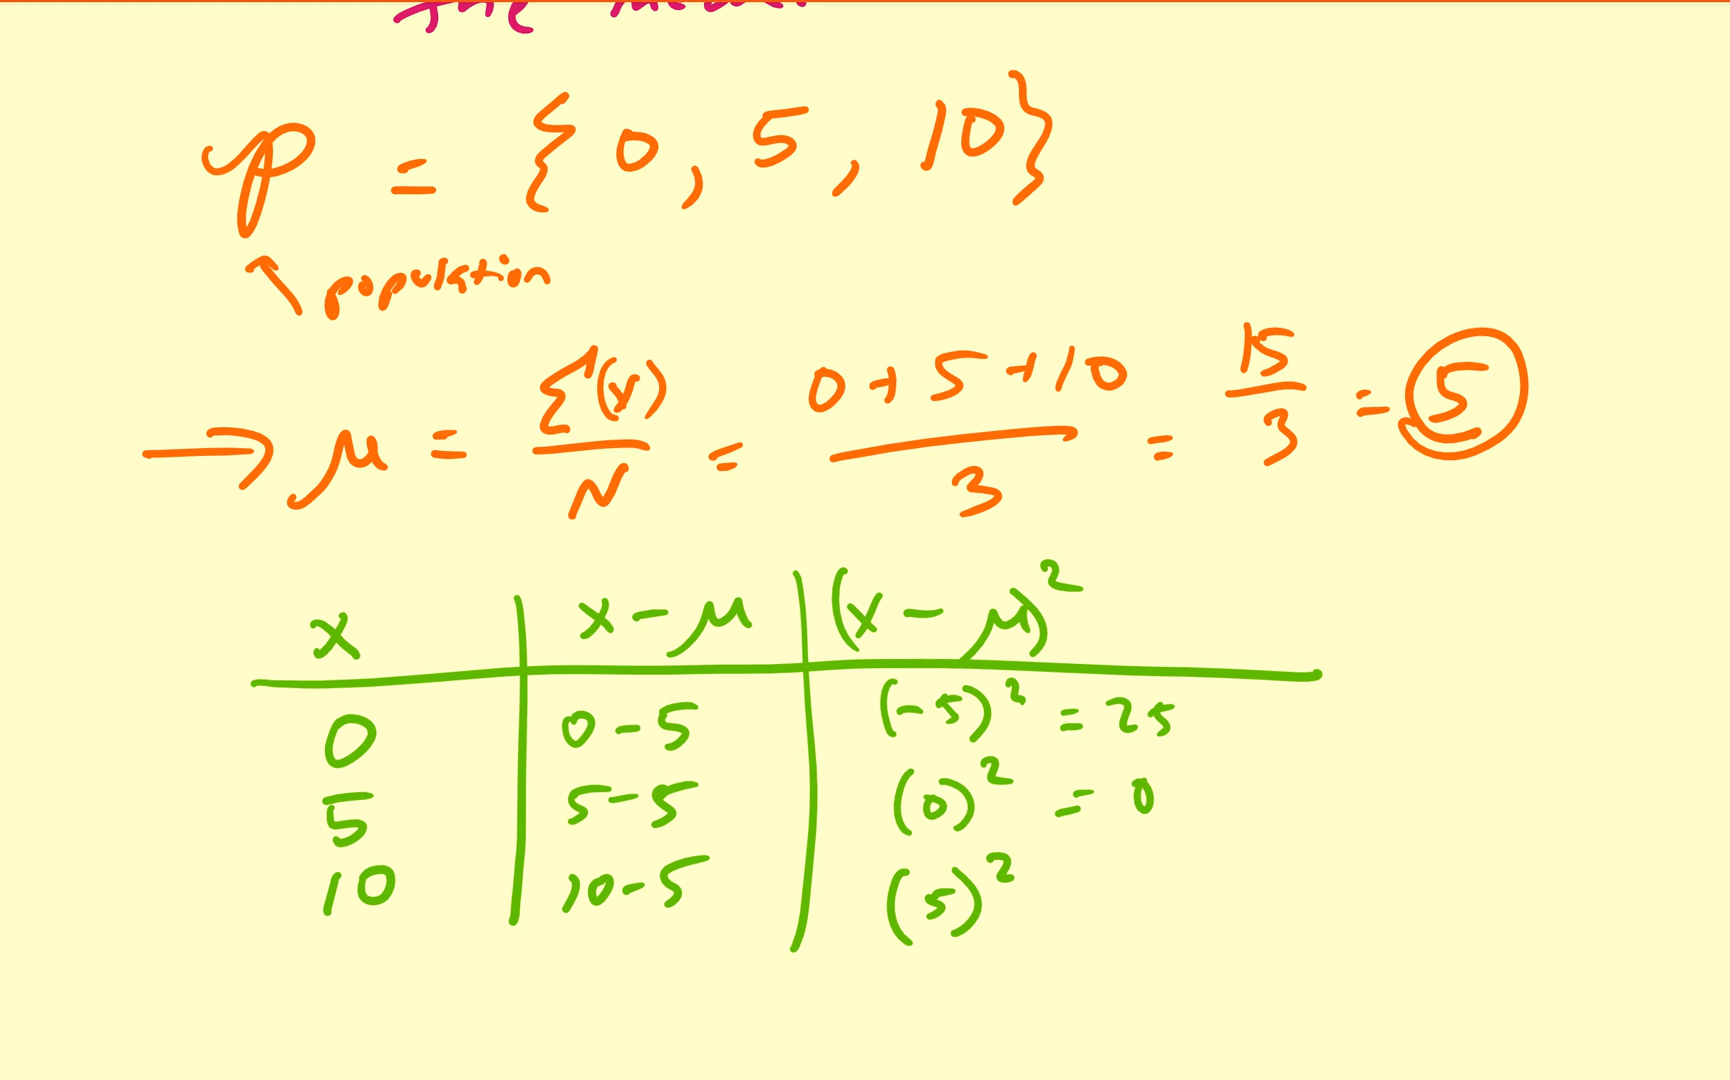 P = { 0, 5, 10 }
population
→ μ = Σ(x)/N = 0+5+10/3 = 15/3 = 5
x | x - μ | (x - μ)²
0 | 0 - 5 | (-5)² = 25
5 | 5 - 5 | (0)² = 0
10 | 10 - 5 | (5)²